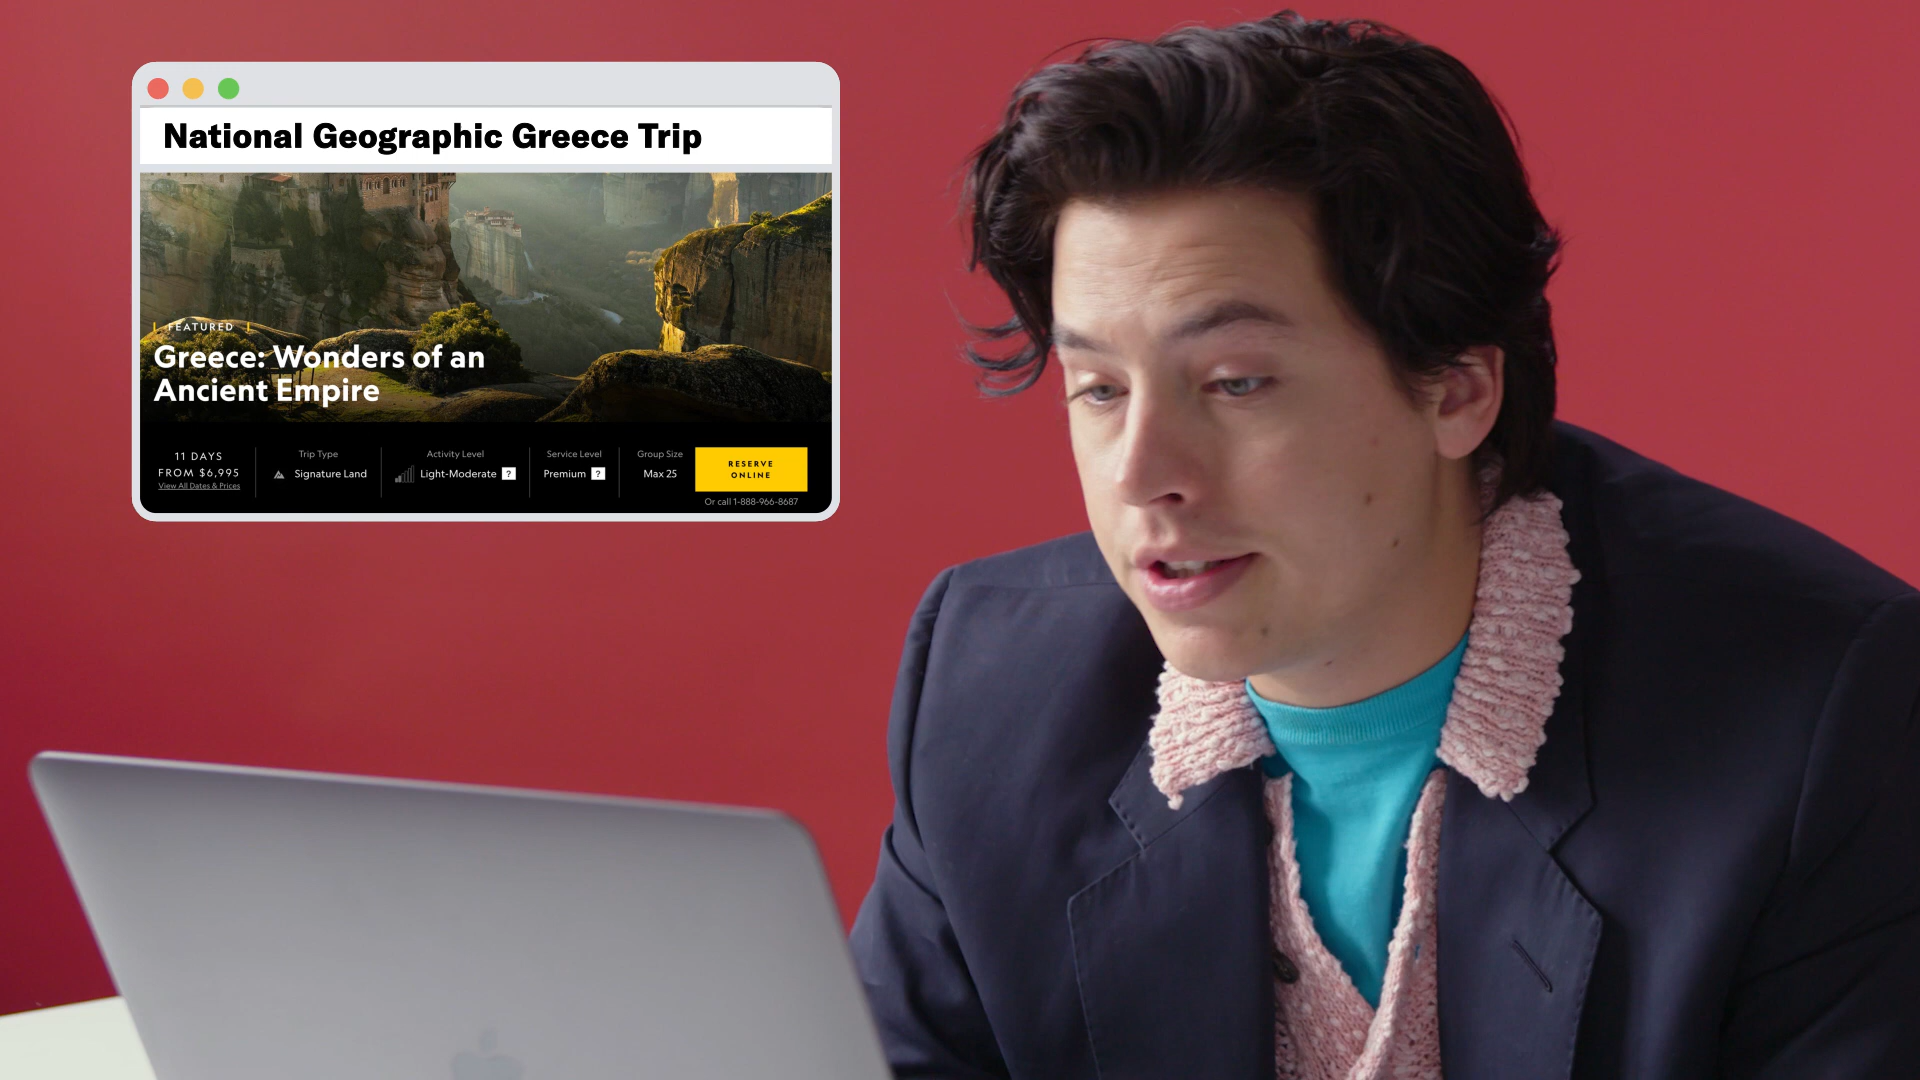 National Geographic Greece Trip
FEATURED
Greece: Wonders of an
Ancient Empire
11 DAYS
FROM $6,995
View All Dates & Prices
Trip Type
Signature Land
Activity Level
Light-Moderate ?
Service Level
Premium ?
Group Size
Max 25
RESERVE
ONLINE
Or call 1-888-966-8687